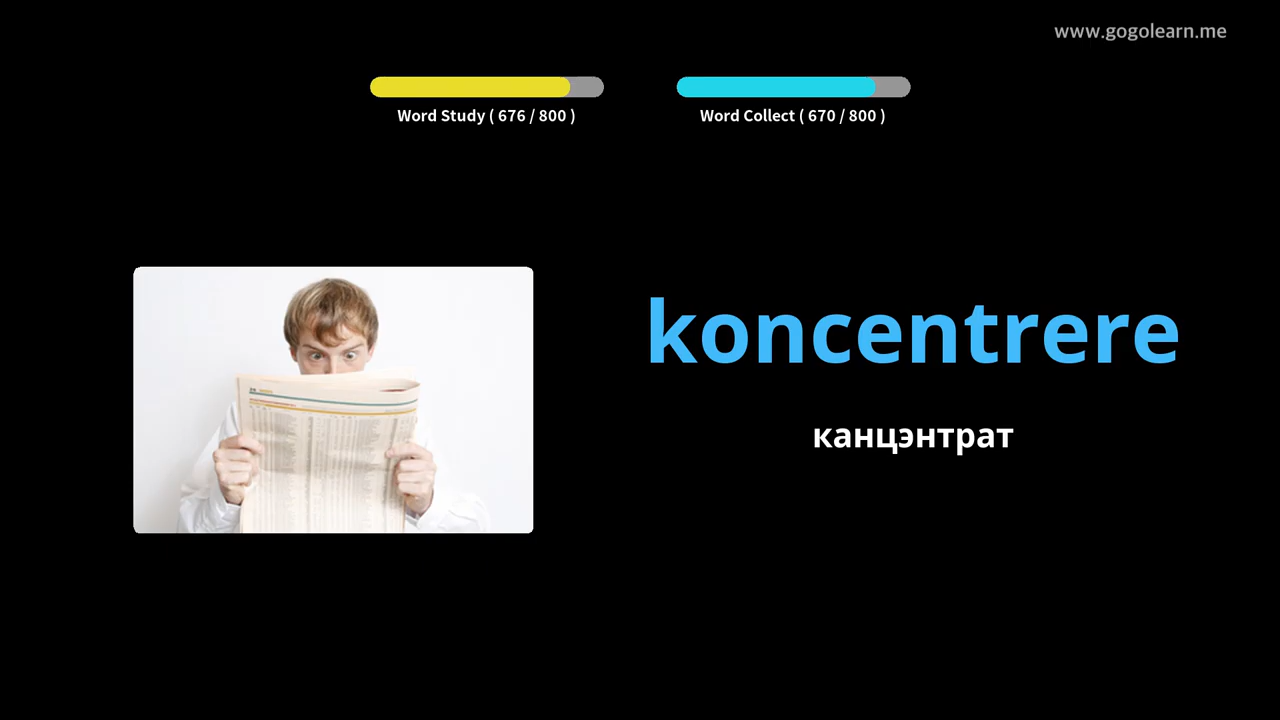 www.gogolearn.me
Word Study ( 676 / 800 )
Word Collect ( 670 / 800 )
koncentrere
канцэнтрат